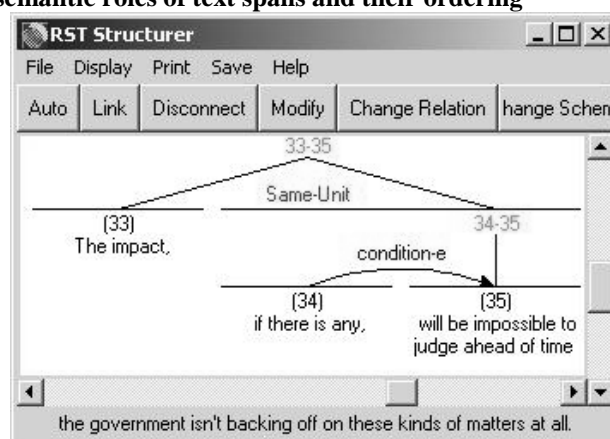 semantic roles of text spans and their ordering
RST Structurer
File Display Print Save Help
Auto Link Disconnect Modify Change Relation hange Schem
33-35
Same-Unit
(33)
The impact,
34-35
condition-e
(34)
if there is any,
(35)
will be impossible to
judge ahead of time
the government isn't backing off on these kinds of matters at all.